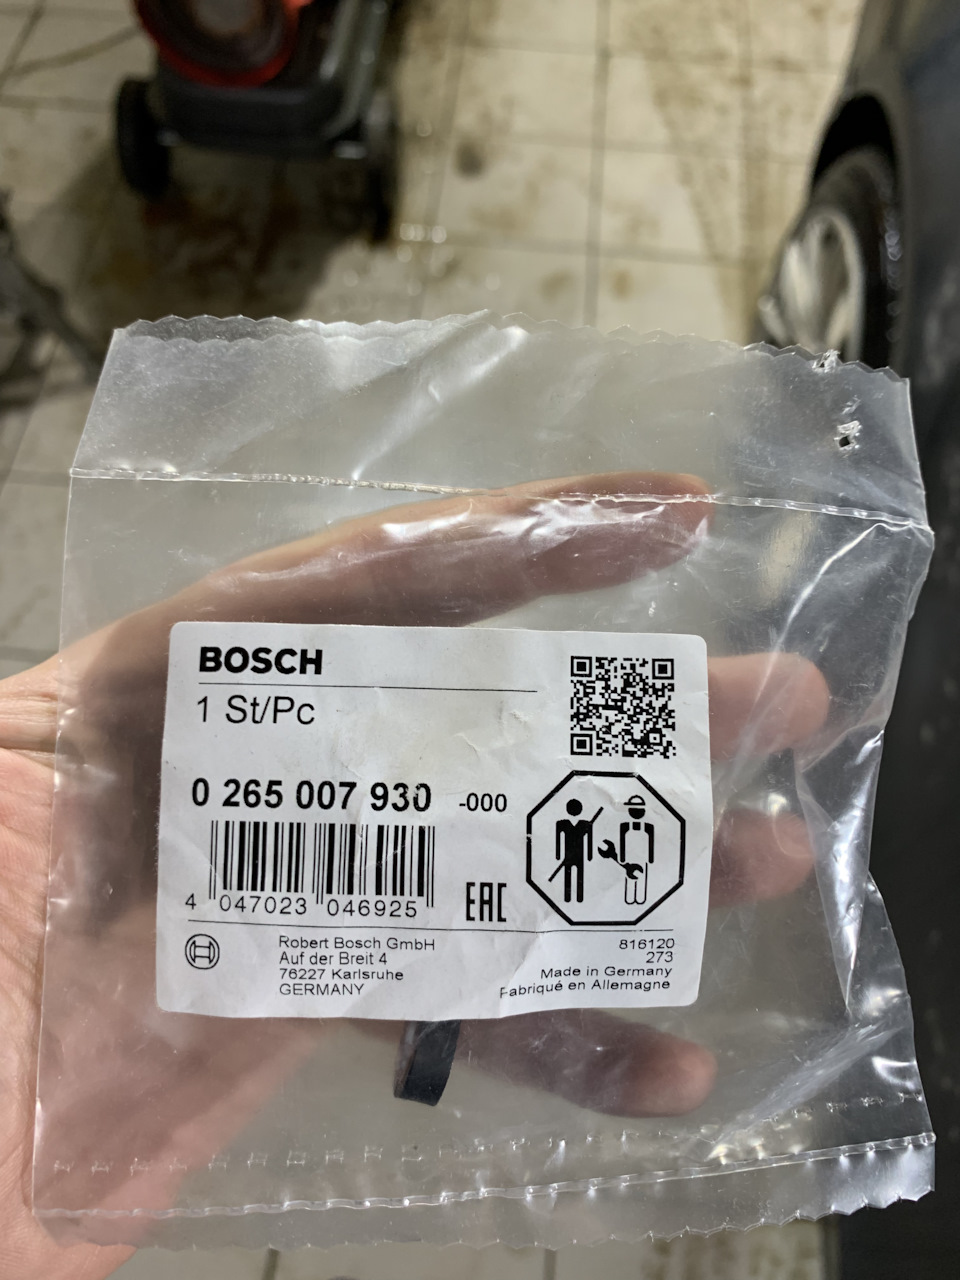 BOSCH
1 St/Pc
0 265 007 930 -000
4 047023 046925
EAC
Robert Bosch GmbH
Auf der Breit 4
76227 Karlsruhe
GERMANY
816120
273
Made in Germany
Fabriqué en Allemagne